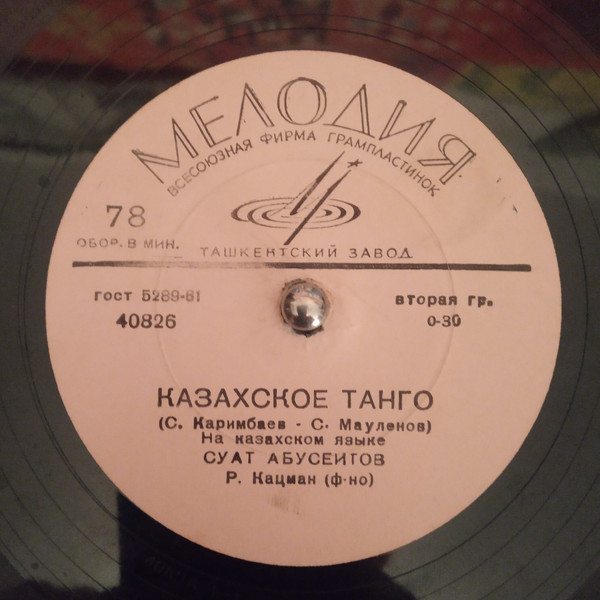 МЕЛОДИЯ
ВСЕСОЮЗНАЯ ФИРМА ГРАМПЛАСТИНОК
78
ОБОР. В МИН.
ТАШКЕНТСКИЙ ЗАВОД
гост 5289-61
вторая гр.
40826
0-30
КАЗАХСКОЕ ТАНГО
(С. Каримбаев - С. Мауленов)
На казахском языке
СУАТ АБУСЕИТОВ
Р. Кацман (ф-но)